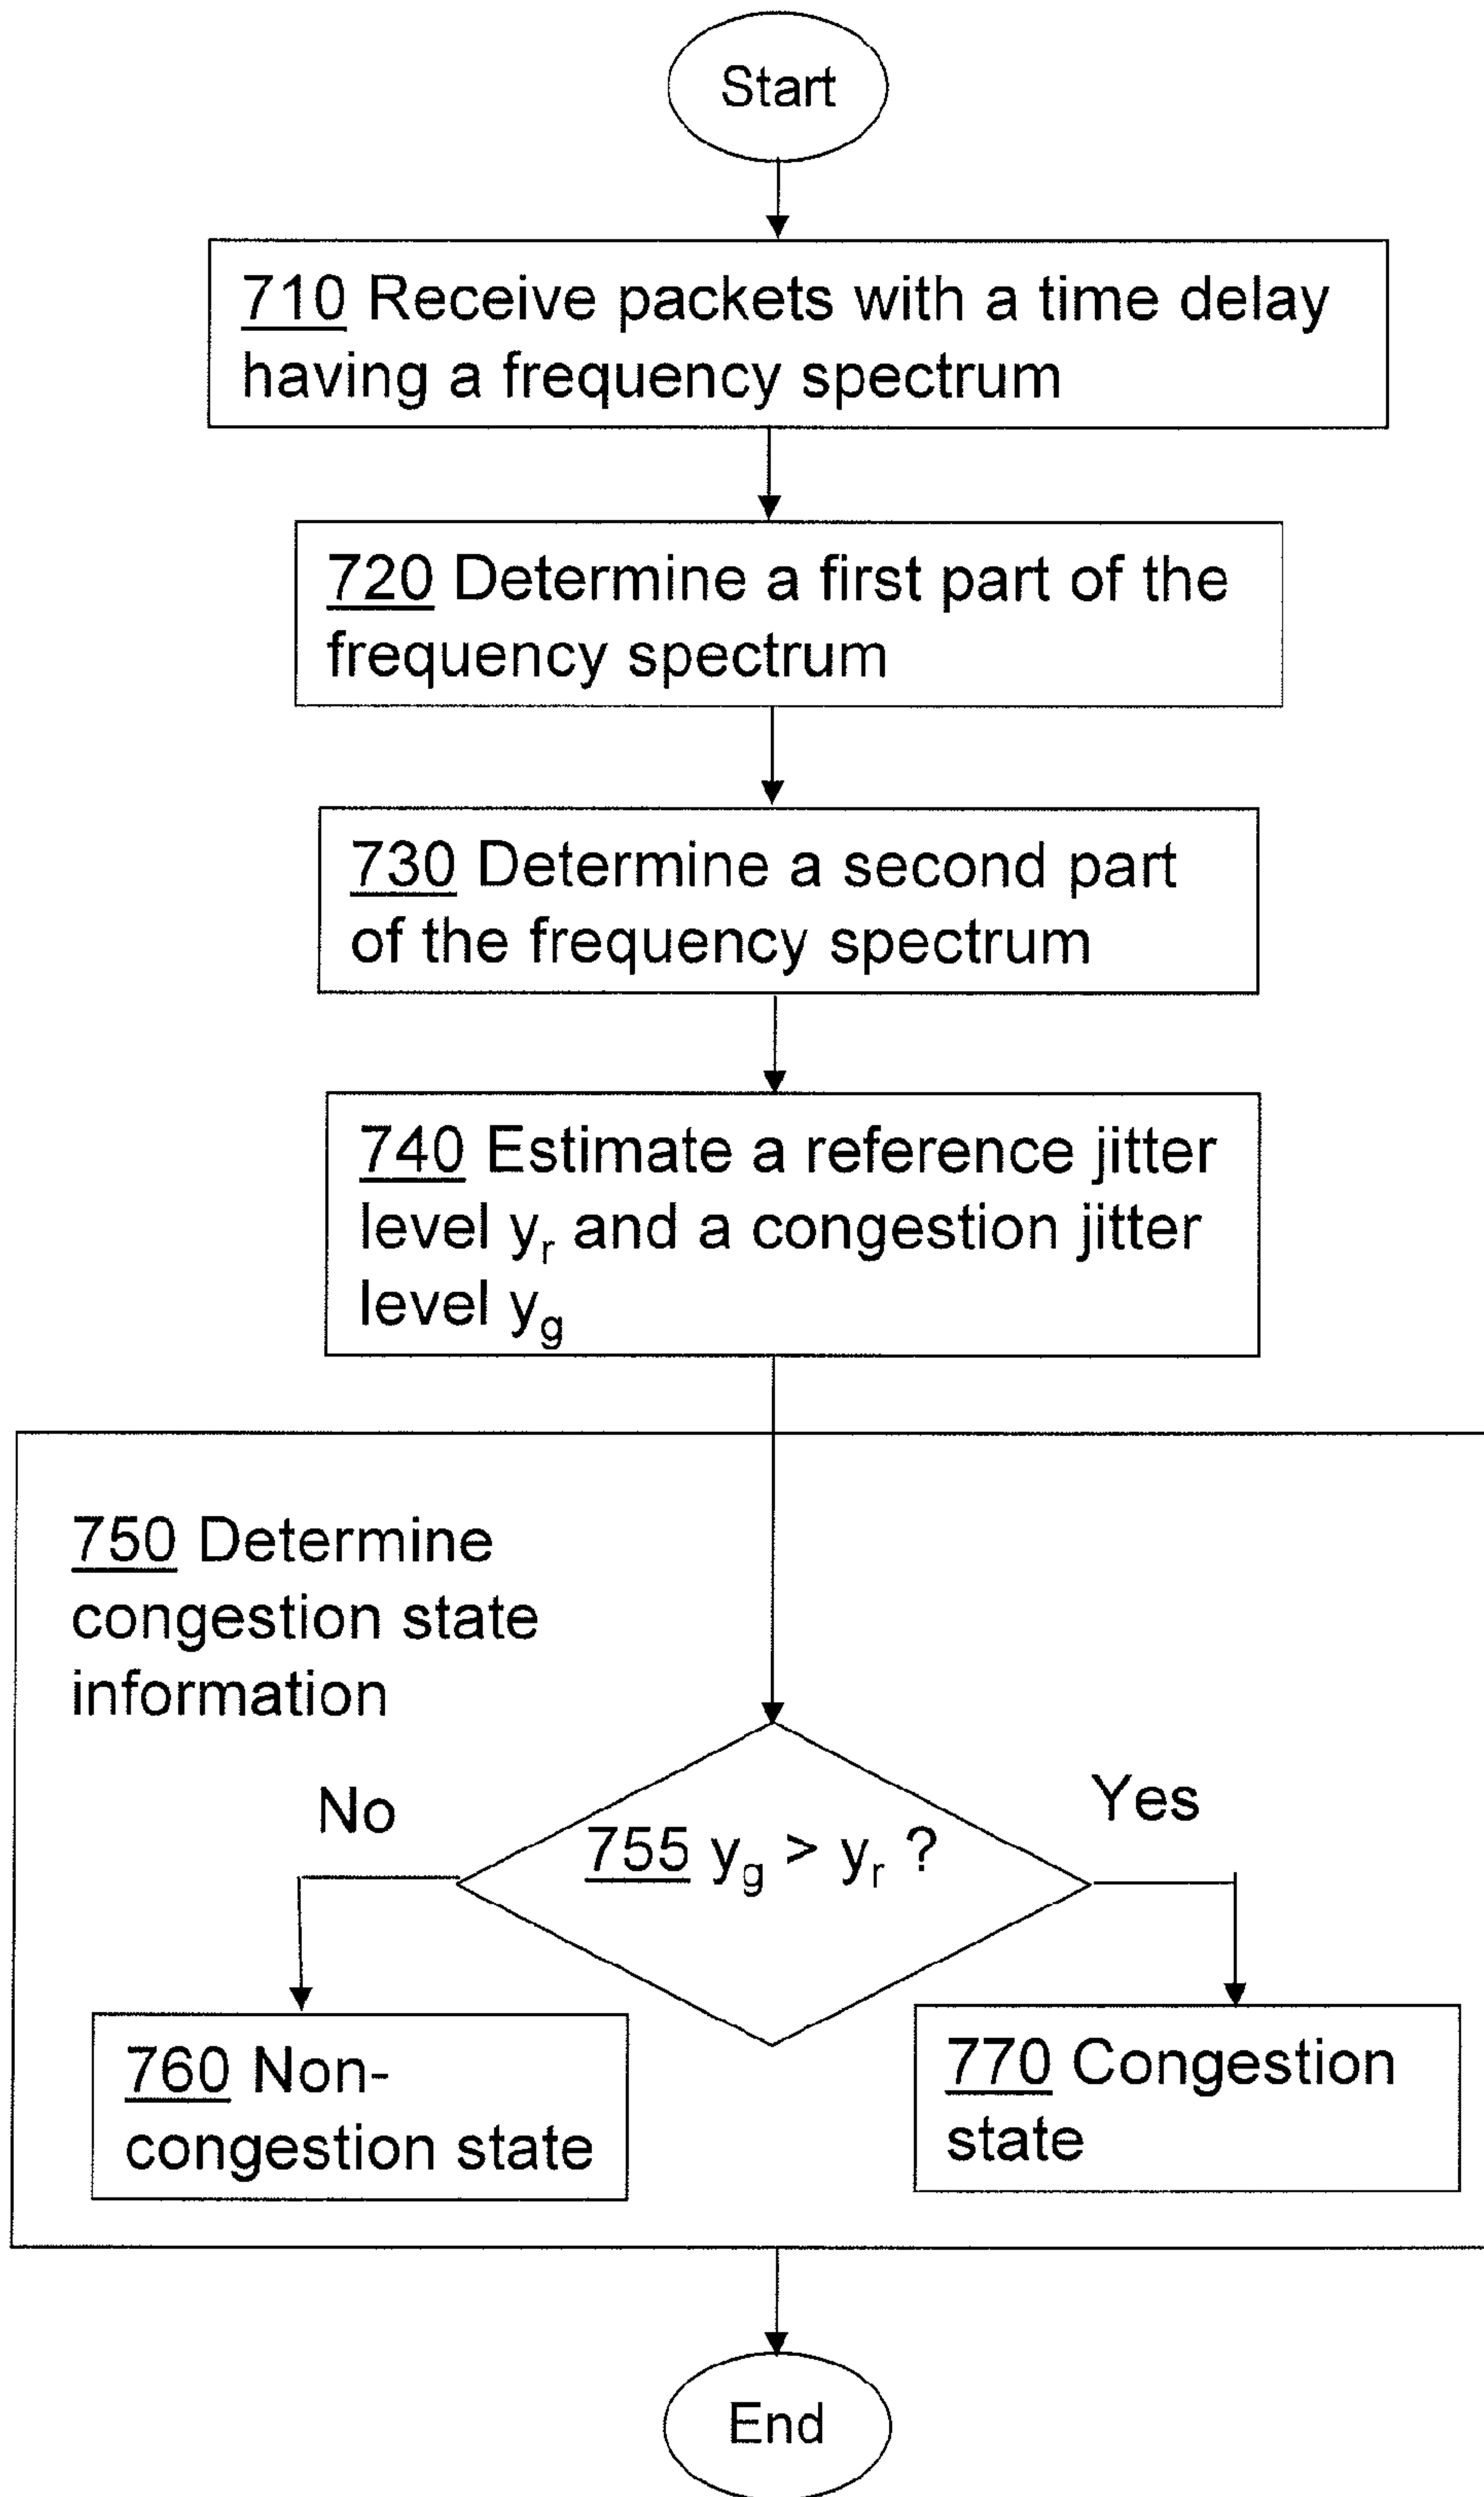 Start
710 Receive packets with a time delay
having a frequency spectrum
720 Determine a first part of the
frequency spectrum
730 Determine a second part
of the frequency spectrum
740 Estimate a reference jitter
level yr and a congestion jitter
level yg
750 Determine
congestion state
information
No
755 yg > yr ?
Yes
760 Non-
congestion state
770 Congestion
state
End